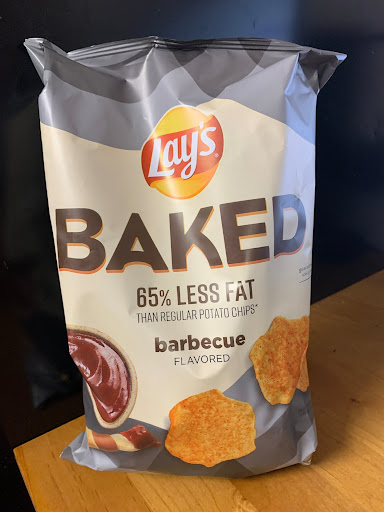 Lay's
BAKED
65% LESS FAT
THAN REGULAR POTATO CHIPS*
barbecue
FLAVORED